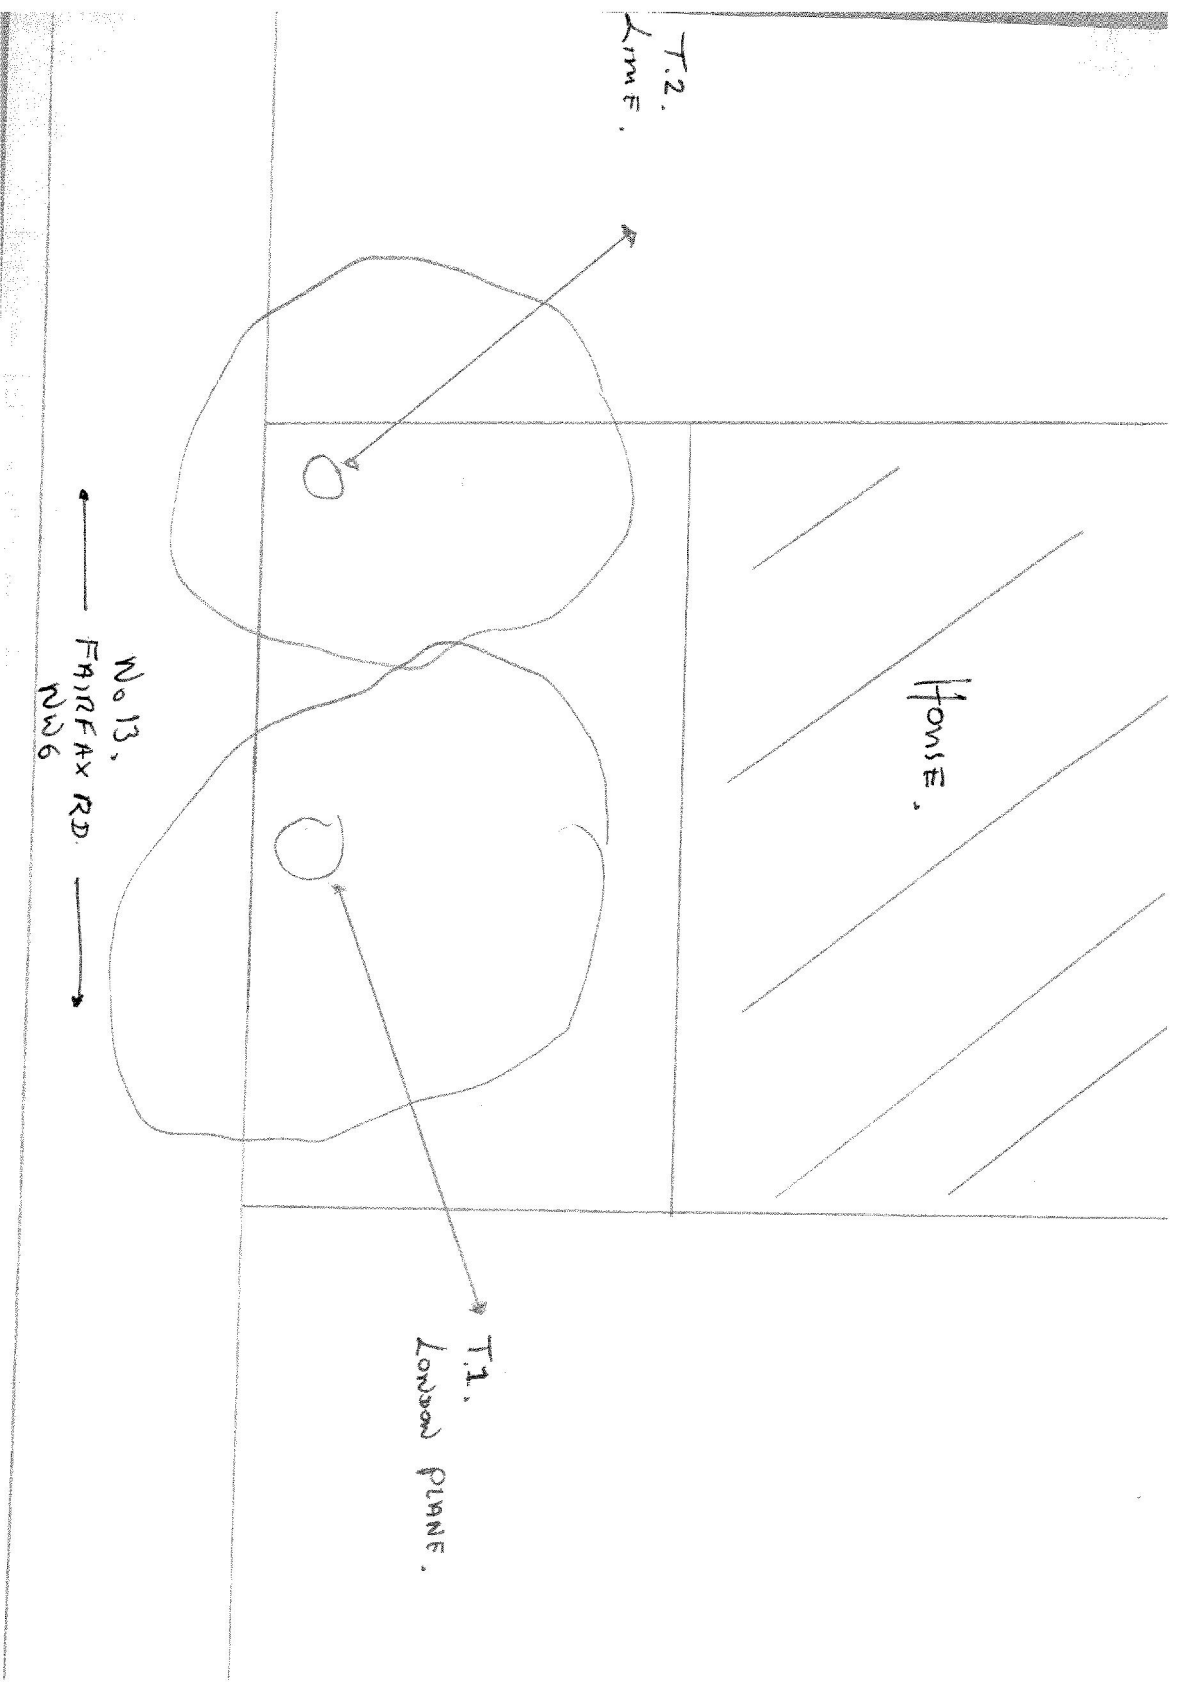 T.2.
LIME.
HOUSE.
No 13.
FAIRFAX RD.
NW6
T.1.
LONDON PLANE.